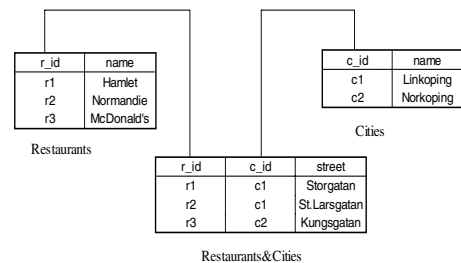 r_id name
r1 Hamlet
r2 Normandie
r3 McDonald's
Restaurants
c_id name
c1 Linkoping
c2 Norkoping
Cities
r_id c_id street
r1 c1 Storgatan
r2 c1 St.Larsgatan
r3 c2 Kungsgatan
Restaurants&Cities